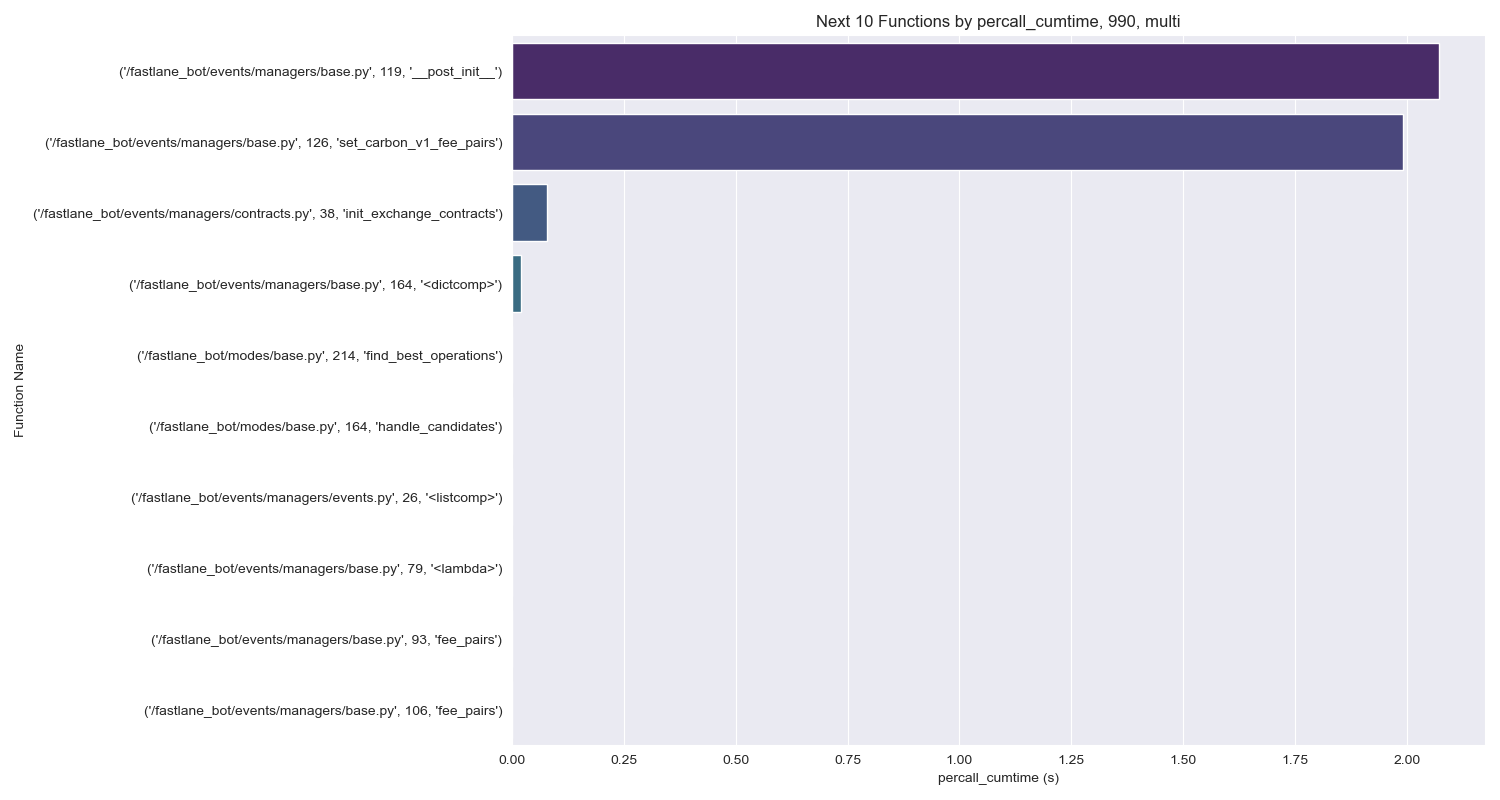 Next 10 Functions by percall_cumtime, 990, multi
Function Name
('/fastlane_bot/events/managers/base.py', 119, '__post_init__')
('/fastlane_bot/events/managers/base.py', 126, 'set_carbon_v1_fee_pairs')
('/fastlane_bot/events/managers/contracts.py', 38, 'init_exchange_contracts')
('/fastlane_bot/events/managers/base.py', 164, '<dictcomp>')
('/fastlane_bot/modes/base.py', 214, 'find_best_operations')
('/fastlane_bot/modes/base.py', 164, 'handle_candidates')
('/fastlane_bot/events/managers/events.py', 26, '<listcomp>')
('/fastlane_bot/events/managers/base.py', 79, '<lambda>')
('/fastlane_bot/events/managers/base.py', 93, 'fee_pairs')
('/fastlane_bot/events/managers/base.py', 106, 'fee_pairs')
0.00 0.25 0.50 0.75 1.00 1.25 1.50 1.75 2.00
percall_cumtime (s)